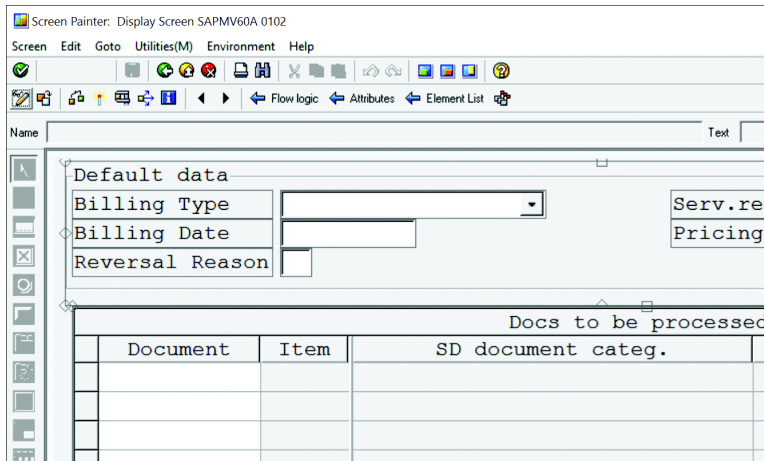 Screen Painter: Display Screen SAPMV60A 0102
Screen Edit Goto Utilities(M) Environment Help
Flow logic Attributes Element List
Name Text
Default data
Billing Type Serv.re
Billing Date Pricing
Reversal Reason
Docs to be processed
Document Item SD document categ.